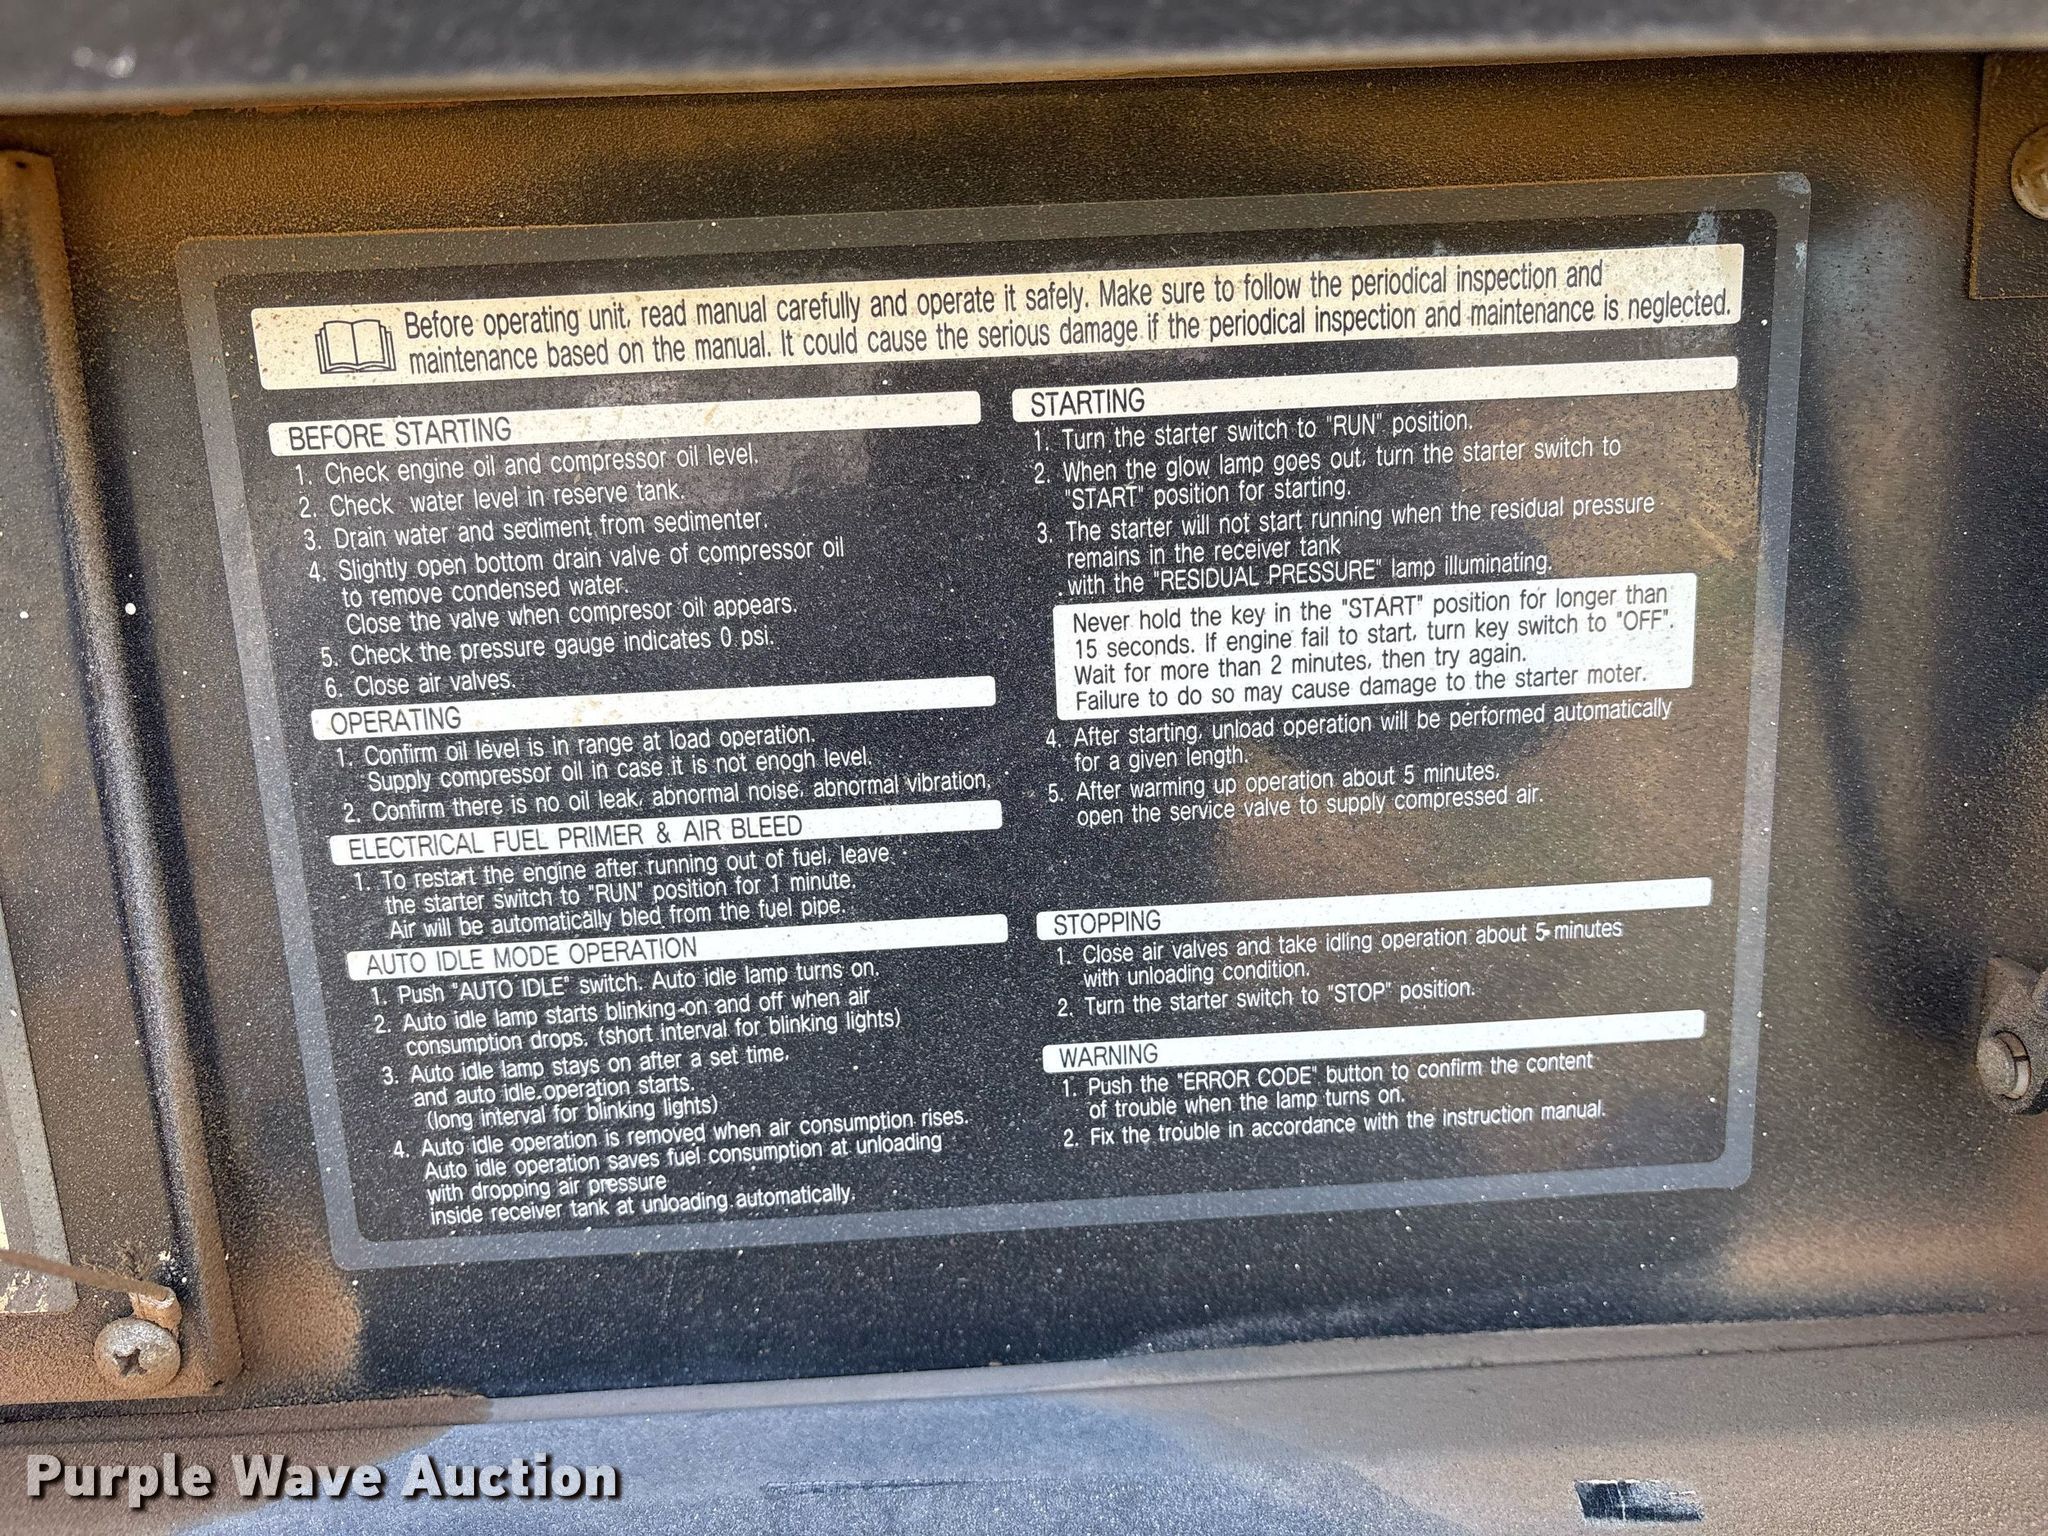 Before operating unit, read manual carefully and operate it safely. Make sure to follow the periodical inspection and
maintenance based on the manual. It could cause the serious damage if the periodical inspection and maintenance is neglected.
BEFORE STARTING
1. Check engine oil and compressor oil level.
2. Check water level in reserve tank.
3. Drain water and sediment from sedimenter.
4. Slightly open bottom drain valve of compressor oil
to remove condensed water.
Close the valve when compresor oil appears.
5. Check the pressure gauge indicates 0 psi.
6. Close air valves.
OPERATING
1. Confirm oil level is in range at load operation.
Supply compressor oil in case it is not enogh level.
2. Confirm there is no oil leak, abnormal noise, abnormal vibration.
ELECTRICAL FUEL PRIMER & AIR BLEED
1. To restart the engine after running out of fuel, leave
the starter switch to "RUN" position for 1 minute.
Air will be automatically bled from the fuel pipe.
AUTO IDLE MODE OPERATION
1. Push "AUTO IDLE" switch. Auto idle lamp turns on.
2. Auto idle lamp starts blinking-on and off when air
consumption drops. (short interval for blinking lights)
3. Auto idle lamp stays on after a set time,
and auto idle operation starts.
(long interval for blinking lights)
4. Auto idle operation is removed when air consumption rises.
Auto idle operation saves fuel consumption at unloading
with dropping air pressure
inside receiver tank at unloading automatically.
STARTING
1. Turn the starter switch to "RUN" position.
2. When the glow lamp goes out, turn the starter switch to
"START" position for starting.
3. The starter will not start running when the residual pressure
remains in the receiver tank
with the "RESIDUAL PRESSURE" lamp illuminating.
Never hold the key in the "START" position for longer than
15 seconds. If engine fail to start, turn key switch to "OFF".
Wait for more than 2 minutes, then try again.
Failure to do so may cause damage to the starter moter.
4. After starting, unload operation will be performed automatically
for a given length.
5. After warming up operation about 5 minutes,
open the service valve to supply compressed air.
STOPPING
1. Close air valves and take idling operation about 5 minutes
with unloading condition.
2. Turn the starter switch to "STOP" position.
WARNING
1. Push the "ERROR CODE" button to confirm the content
of trouble when the lamp turns on.
2. Fix the trouble in accordance with the instruction manual.
Purple Wave Auction